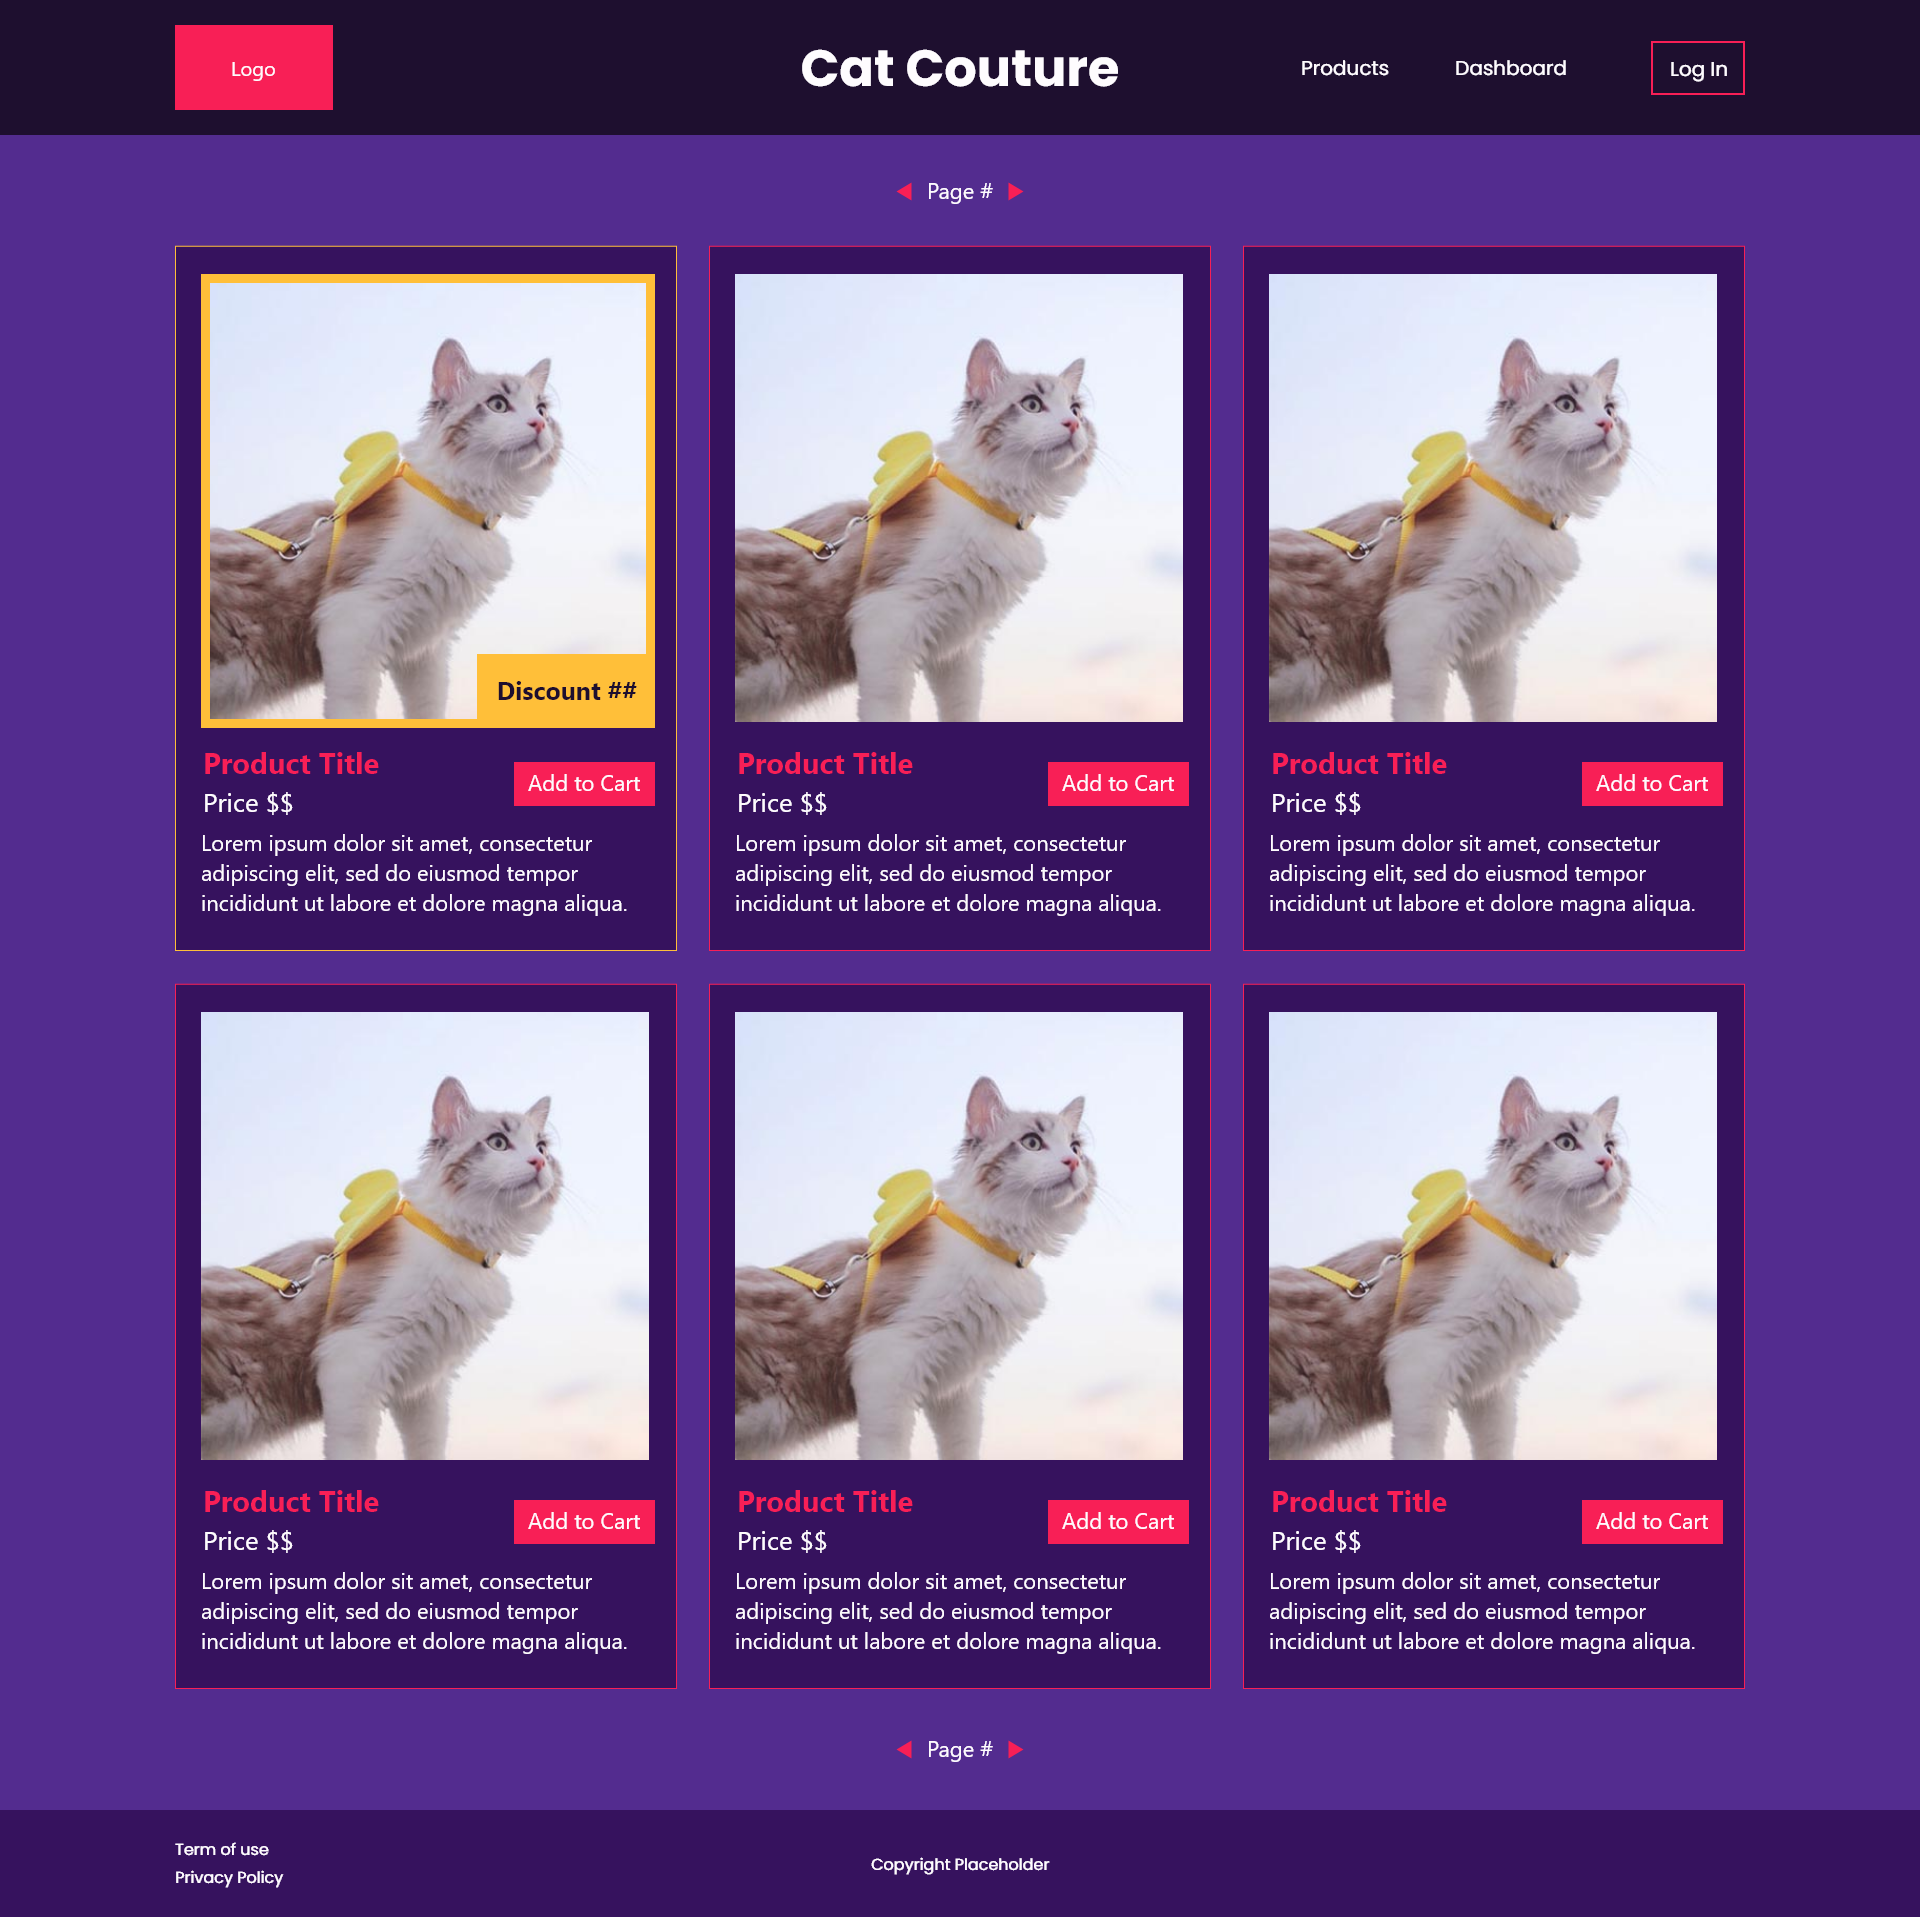 Logo
Cat Couture
Products
Dashboard
Log In
Page #
Discount ##
Product Title
Price $$
Add to Cart
Lorem ipsum dolor sit amet, consectetur
adipiscing elit, sed do eiusmod tempor
incididunt ut labore et dolore magna aliqua.
Product Title
Price $$
Add to Cart
Lorem ipsum dolor sit amet, consectetur
adipiscing elit, sed do eiusmod tempor
incididunt ut labore et dolore magna aliqua.
Product Title
Price $$
Add to Cart
Lorem ipsum dolor sit amet, consectetur
adipiscing elit, sed do eiusmod tempor
incididunt ut labore et dolore magna aliqua.
Product Title
Price $$
Add to Cart
Lorem ipsum dolor sit amet, consectetur
adipiscing elit, sed do eiusmod tempor
incididunt ut labore et dolore magna aliqua.
Product Title
Price $$
Add to Cart
Lorem ipsum dolor sit amet, consectetur
adipiscing elit, sed do eiusmod tempor
incididunt ut labore et dolore magna aliqua.
Product Title
Price $$
Add to Cart
Lorem ipsum dolor sit amet, consectetur
adipiscing elit, sed do eiusmod tempor
incididunt ut labore et dolore magna aliqua.
Page #
Term of use
Privacy Policy
Copyright Placeholder